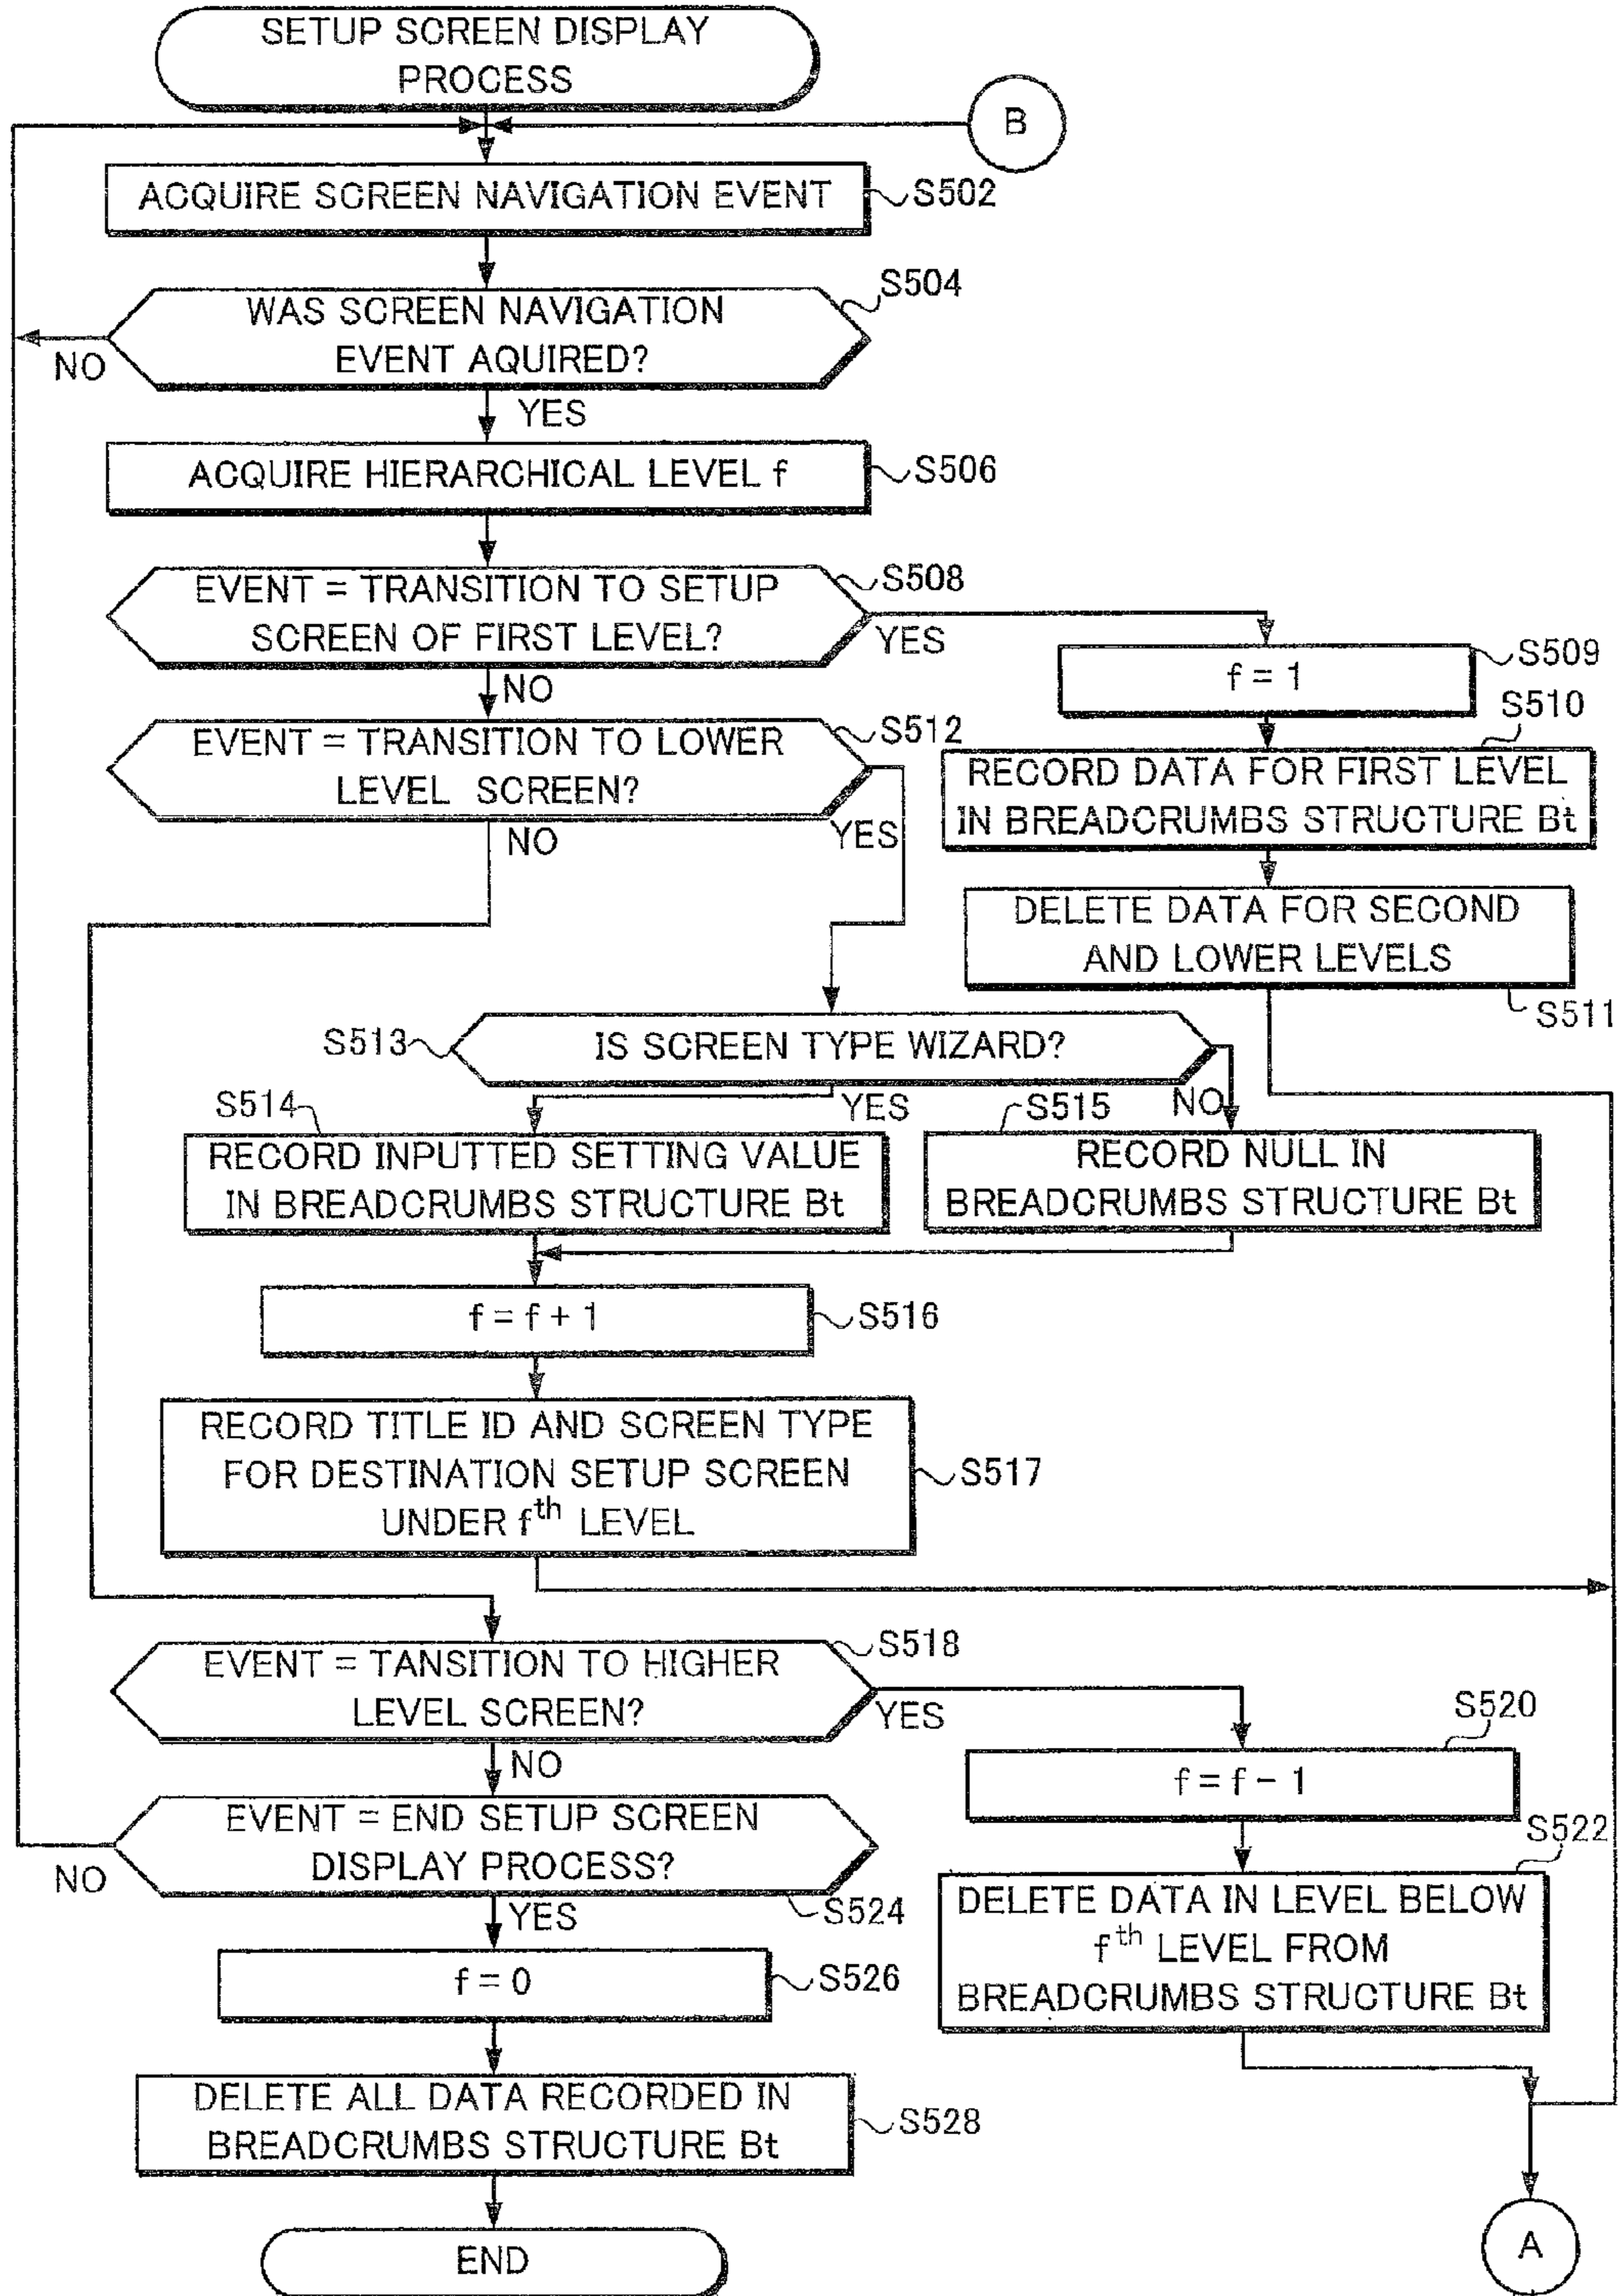 SETUP SCREEN DISPLAY
PROCESS
B
ACQUIRE SCREEN NAVIGATION EVENT
S502
WAS SCREEN NAVIGATION
EVENT AQUIRED?
S504
NO
YES
ACQUIRE HIERARCHICAL LEVEL f
S506
EVENT = TRANSITION TO SETUP
SCREEN OF FIRST LEVEL?
S508
YES
NO
f = 1
S509
EVENT = TRANSITION TO LOWER
LEVEL SCREEN?
S512
NO
YES
S510
RECORD DATA FOR FIRST LEVEL
IN BREADCRUMBS STRUCTURE Bt
DELETE DATA FOR SECOND
AND LOWER LEVELS
S511
S513
IS SCREEN TYPE WIZARD?
YES
NO
S514
RECORD INPUTTED SETTING VALUE
IN BREADCRUMBS STRUCTURE Bt
S515
RECORD NULL IN
BREADCRUMBS STRUCTURE Bt
f = f + 1
S516
RECORD TITLE ID AND SCREEN TYPE
FOR DESTINATION SETUP SCREEN
UNDER fth LEVEL
S517
EVENT = TANSITION TO HIGHER
LEVEL SCREEN?
S518
YES
NO
S520
f = f - 1
EVENT = END SETUP SCREEN
DISPLAY PROCESS?
S524
NO
YES
S522
DELETE DATA IN LEVEL BELOW
fth LEVEL FROM
BREADCRUMBS STRUCTURE Bt
f = 0
S526
DELETE ALL DATA RECORDED IN
BREADCRUMBS STRUCTURE Bt
S528
END
A